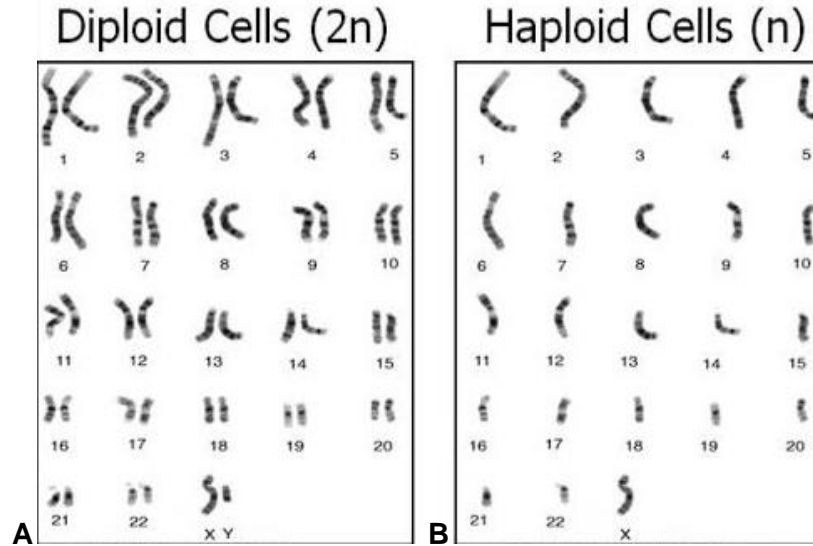 Diploid Cells (2n)
Haploid Cells (n)
1 2 3 4 5
6 7 8 9 10
11 12 13 14 15
16 17 18 19 20
21 22 X Y
A
1 2 3 4 5
6 7 8 9 10
11 12 13 14 15
16 17 18 19 20
21 22 X
B